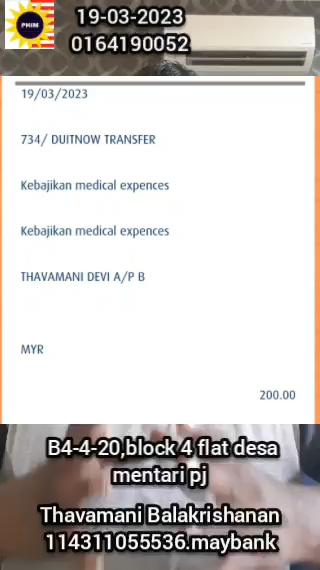 PHIM
19-03-2023
0164190052
19/03/2023
734/ DUITNOW TRANSFER
Kebajikan medical expences
Kebajikan medical expences
THAVAMANI DEVI A/P B
MYR
200.00
B4-4-20,block 4 flat desa
mentari pj
Thavamani Balakrishanan
114311055536.maybank